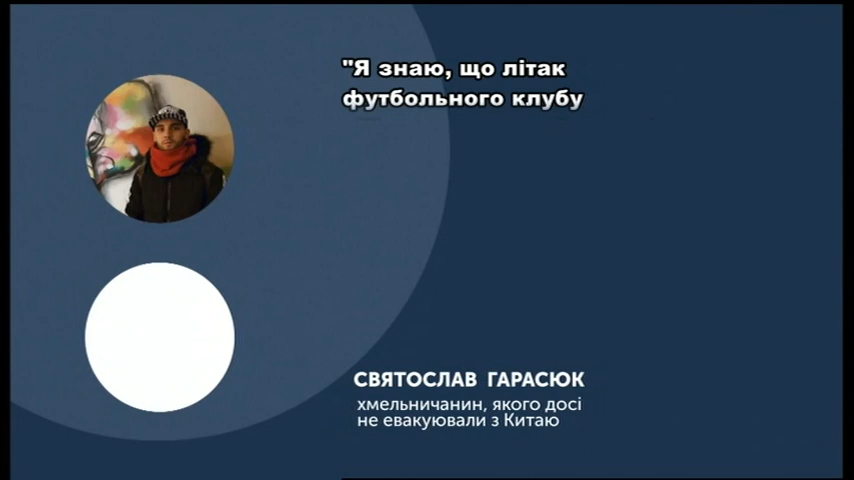 "Я знаю, що літак
футбольного клубу
СВЯТОСЛАВ ГАРАСЮК
хмельничанин, якого досі
не евакуювали з Китаю